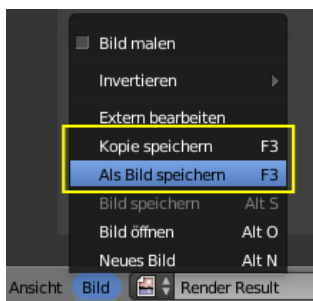 Bild malen
Invertieren
Extern bearbeiten
Kopie speichern F3
Als Bild speichern F3
Bild speichern Alt S
Bild öffnen Alt O
Neues Bild Alt N
Ansicht Bild Render Result